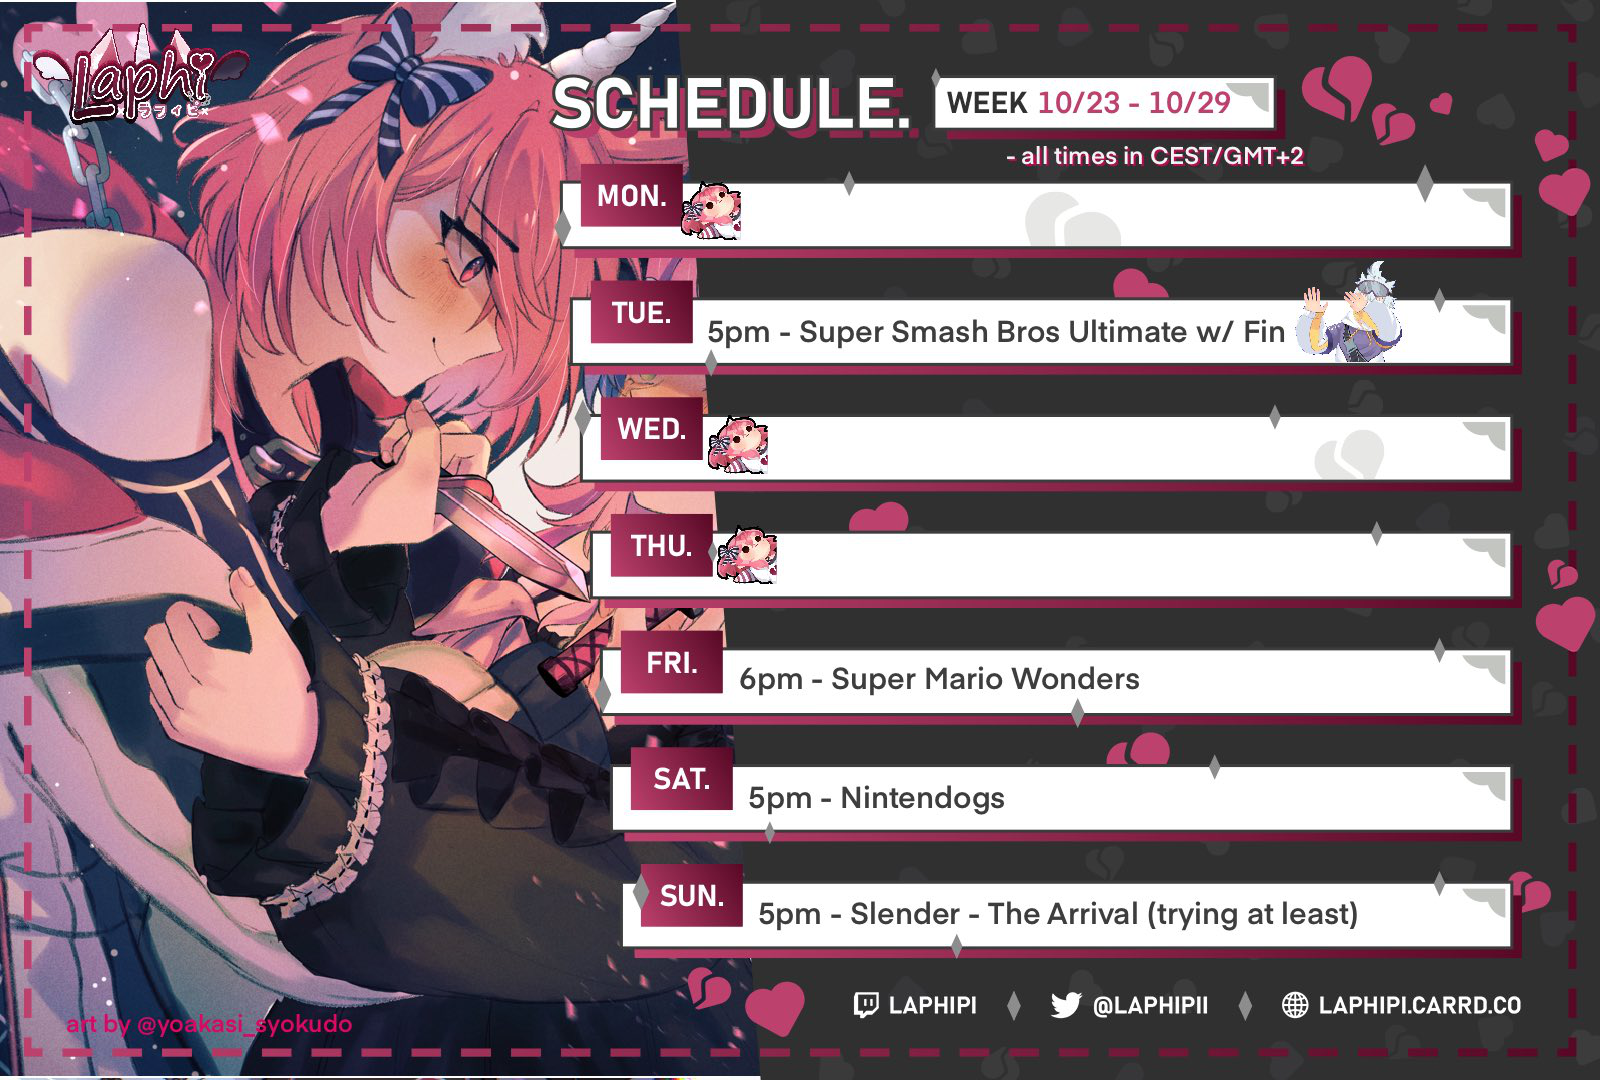 Laphi
ラフィピ
SCHEDULE.
WEEK 10/23 - 10/29
- all times in CEST/GMT+2
MON.
TUE.
5pm - Super Smash Bros Ultimate w/ Fin
WED.
THU.
FRI.
6pm - Super Mario Wonders
SAT.
5pm - Nintendogs
SUN.
5pm - Slender - The Arrival (trying at least)
LAPHIPI
@LAPHIPII
LAPHIPI.CARRD.CO
art by @yoakasi_syokudo